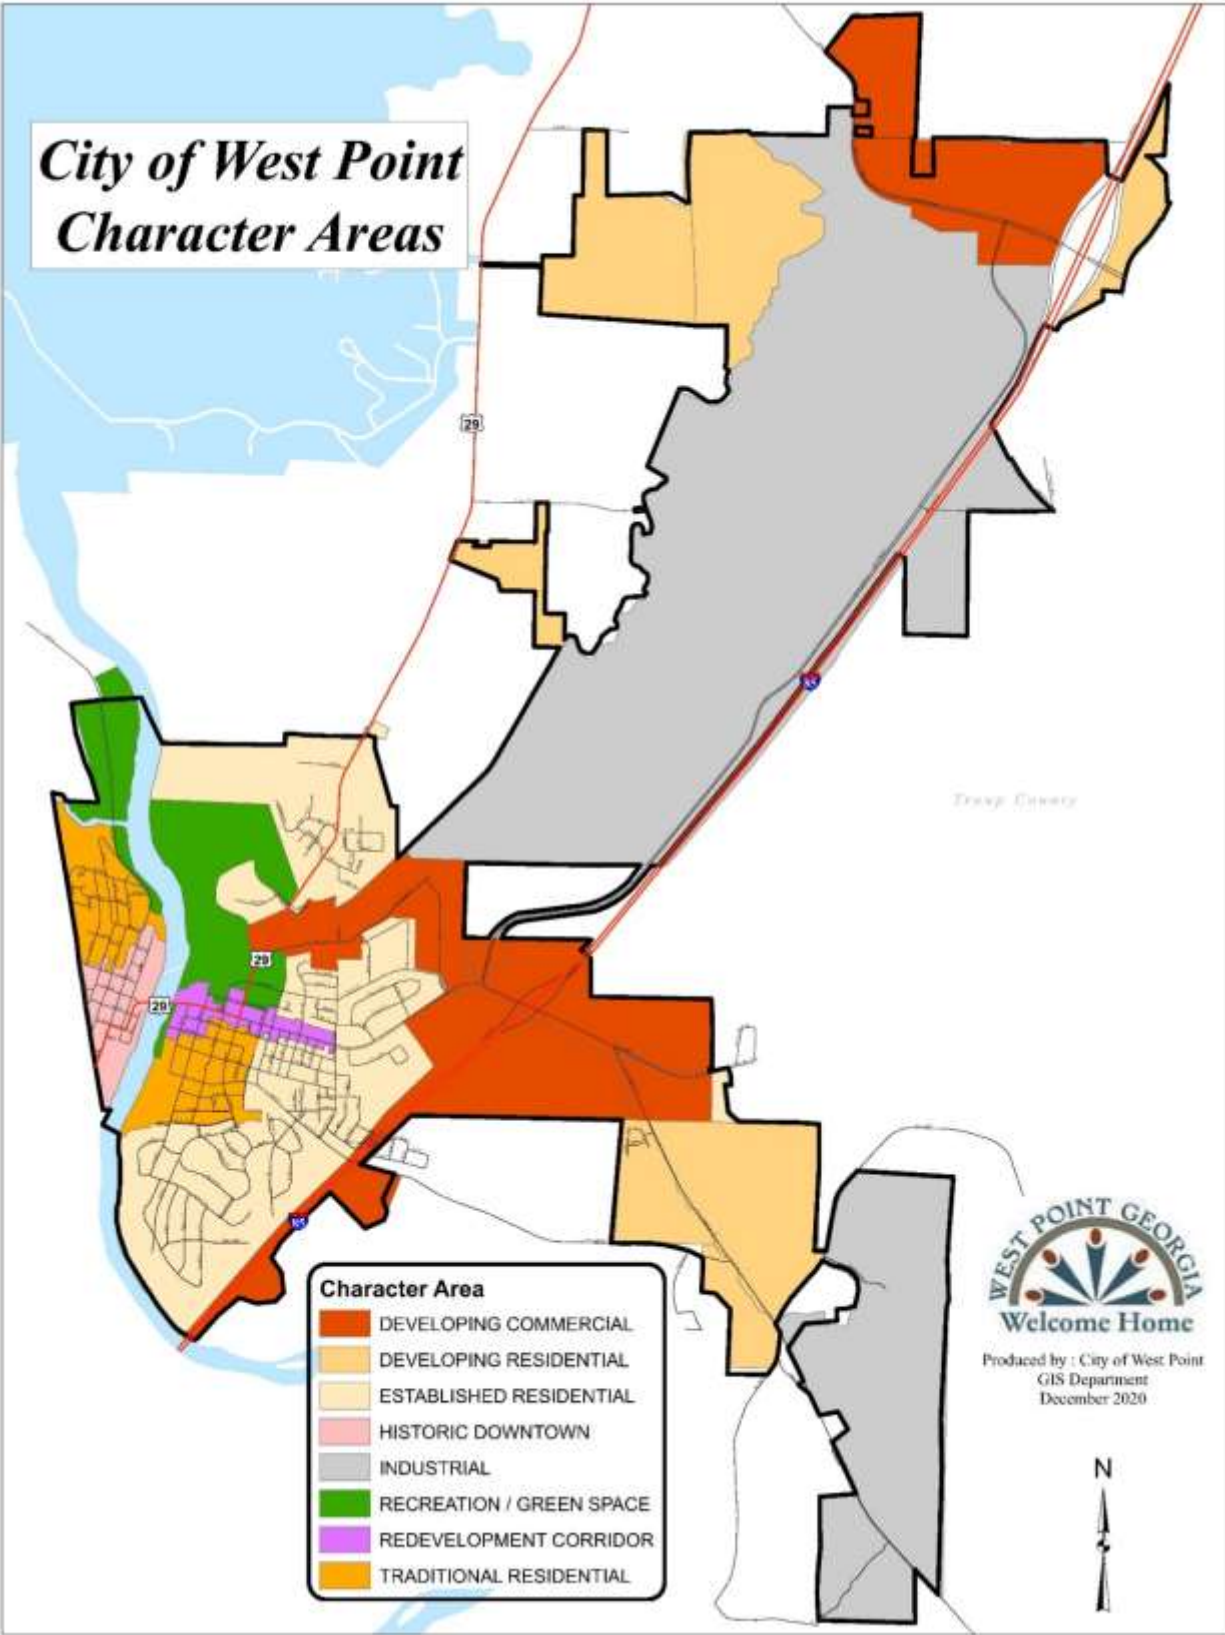 City of West Point
Character Areas
29
85
Troup County
29
29
85
Character Area
DEVELOPING COMMERCIAL
DEVELOPING RESIDENTIAL
ESTABLISHED RESIDENTIAL
HISTORIC DOWNTOWN
INDUSTRIAL
RECREATION / GREEN SPACE
REDEVELOPMENT CORRIDOR
TRADITIONAL RESIDENTIAL
WEST POINT GEORGIA
Welcome Home
Produced by : City of West Point
GIS Department
December 2020
N